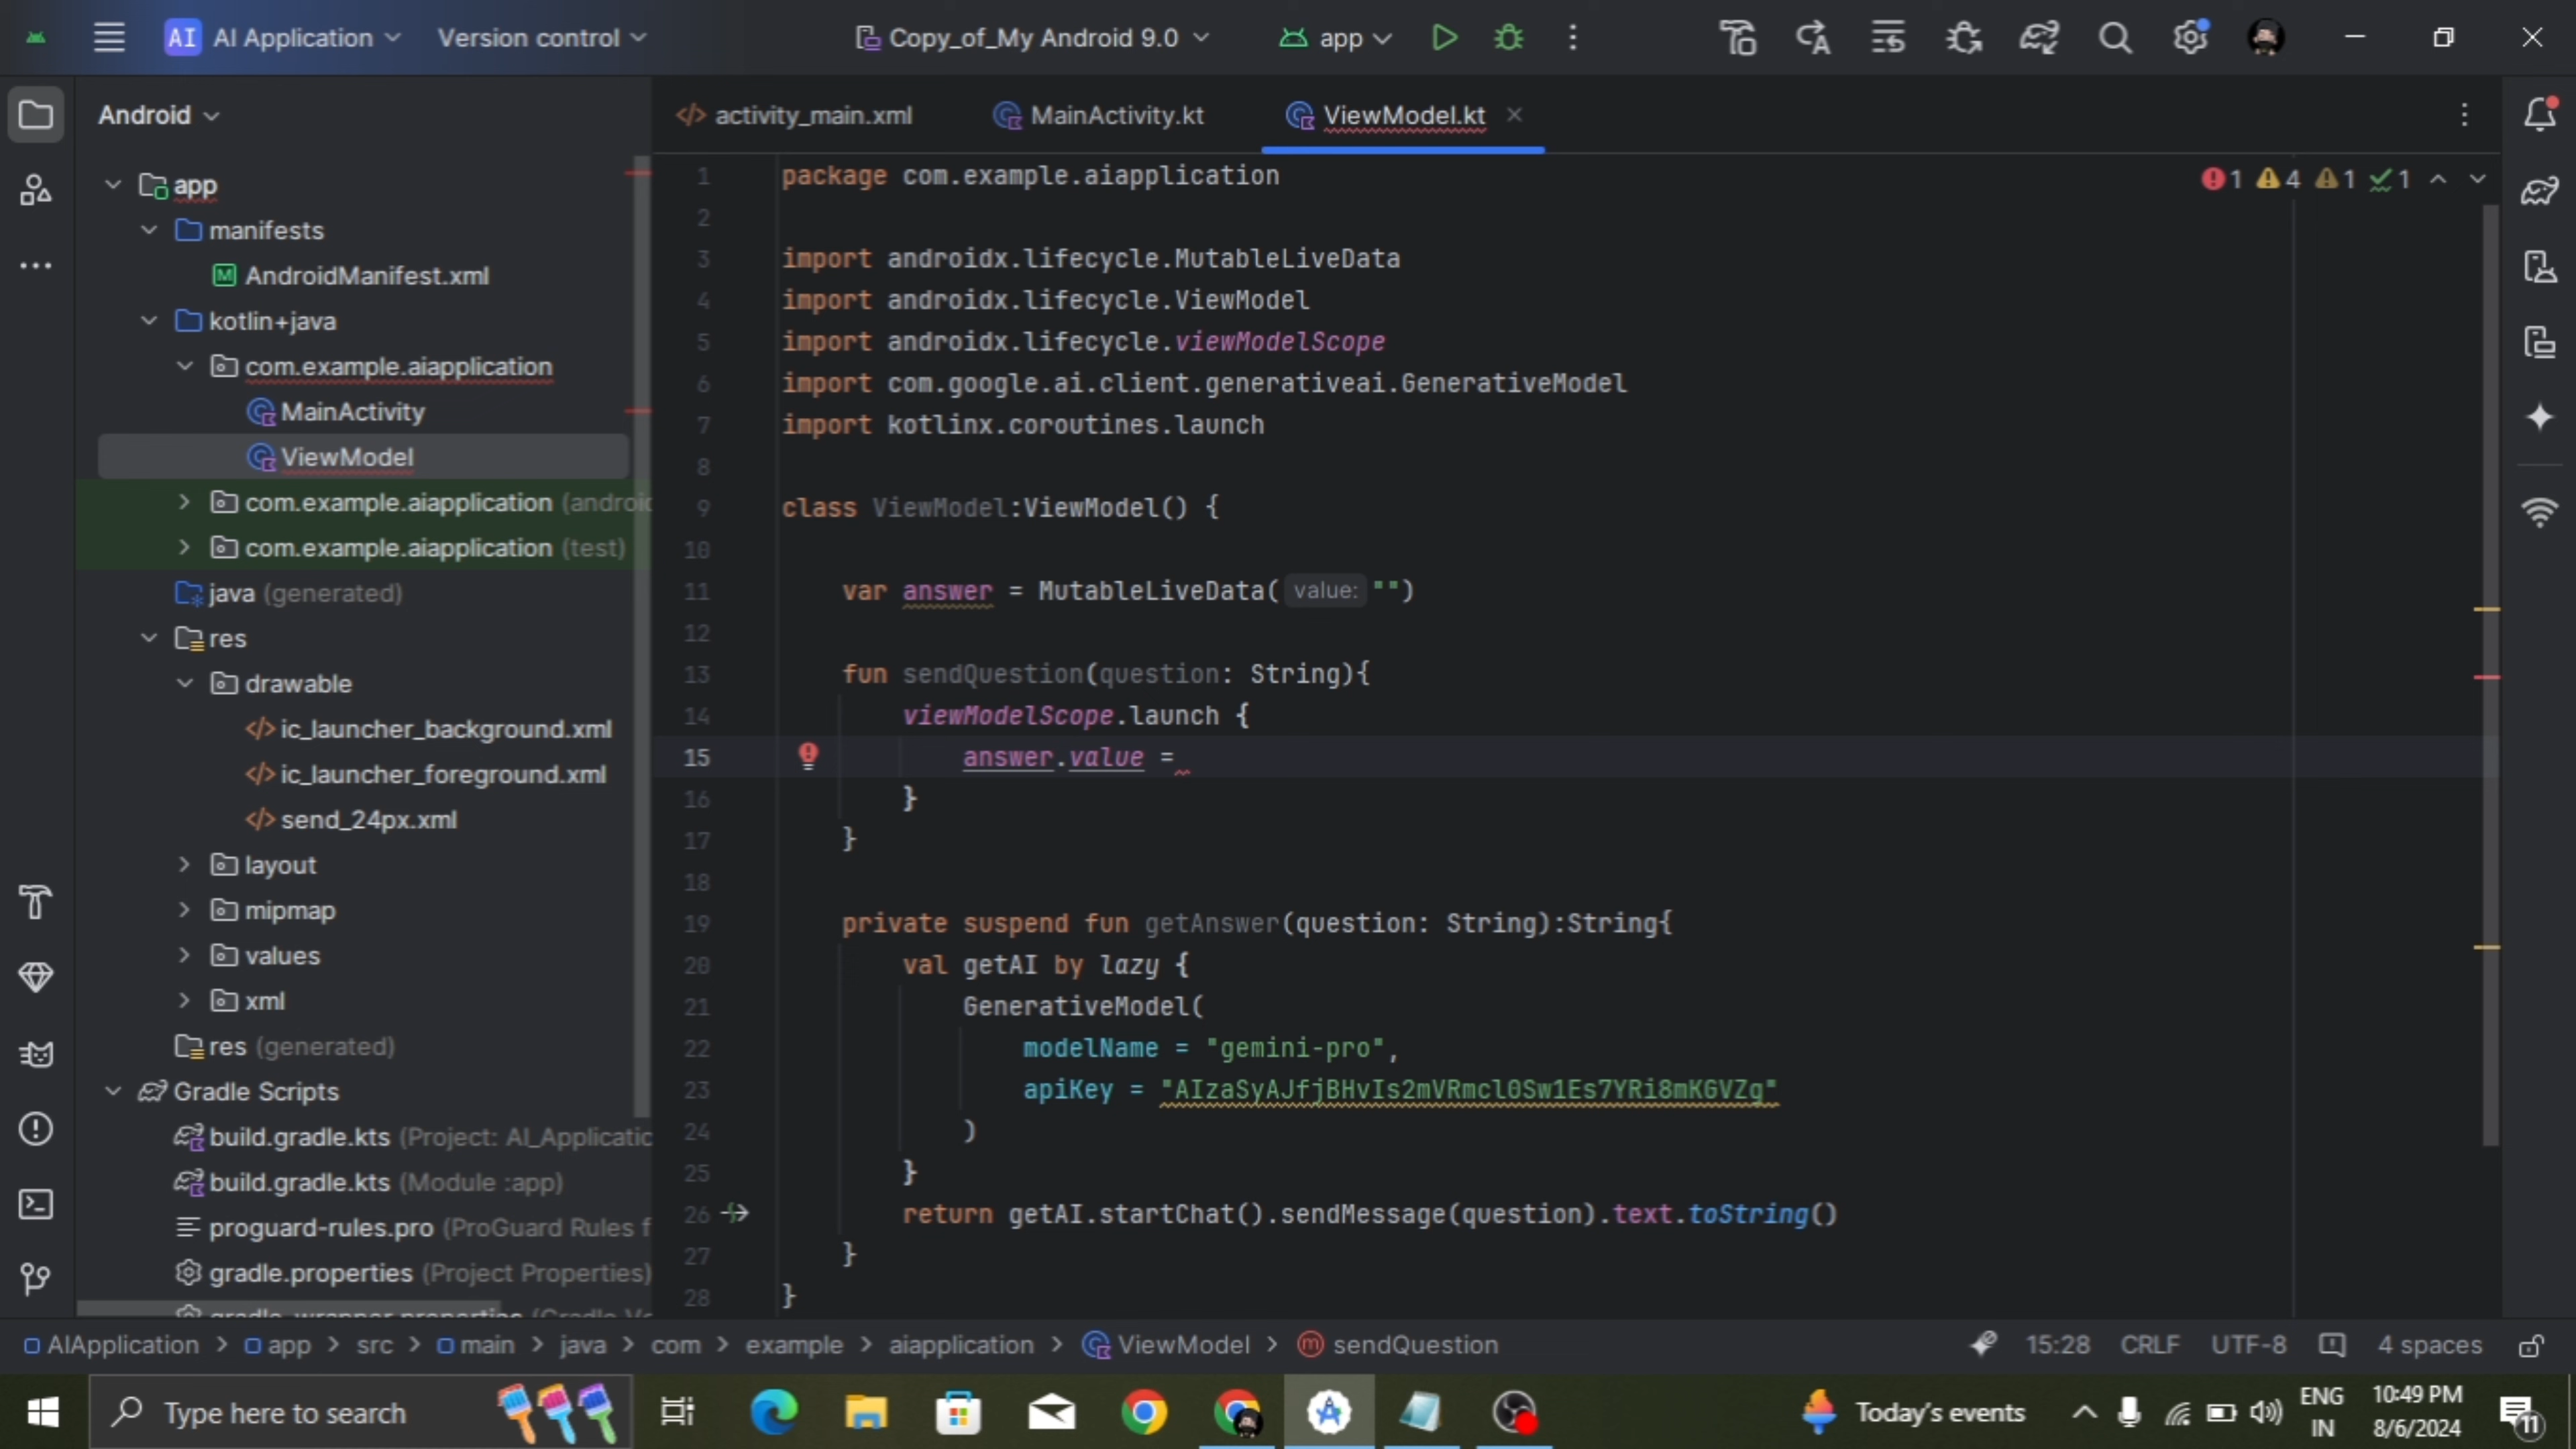 AI AI Application Version control Copy_of_My Android 9.0 app
Android
app
manifests
AndroidManifest.xml
kotlin+java
com.example.aiapplication
MainActivity
ViewModel
com.example.aiapplication (android
com.example.aiapplication (test)
java (generated)
res
drawable
ic_launcher_background.xml
ic_launcher_foreground.xml
send_24px.xml
layout
mipmap
values
xml
res (generated)
Gradle Scripts
build.gradle.kts (Project: AI_Applicatic
build.gradle.kts (Module :app)
proguard-rules.pro (ProGuard Rules f
gradle.properties (Project Properties)
activity_main.xml MainActivity.kt ViewModel.kt
1 4 1 1
1 package com.example.aiapplication
2
3 import androidx.lifecycle.MutableLiveData
4 import androidx.lifecycle.ViewModel
5 import androidx.lifecycle.viewModelScope
6 import com.google.ai.client.generativeai.GenerativeModel
7 import kotlinx.coroutines.launch
8
9 class ViewModel:ViewModel() {
10
11 var answer = MutableLiveData( value: "")
12
13 fun sendQuestion(question: String){
14 viewModelScope.launch {
15 answer.value =
16 }
17 }
18
19 private suspend fun getAnswer(question: String):String{
20 val getAI by lazy {
21 GenerativeModel(
22 modelName = "gemini-pro",
23 apiKey = "AIzaSyAJfjBHvIs2mVRmcl0Sw1Es7YRi8mKGVZg"
24 )
25 }
26 return getAI.startChat().sendMessage(question).text.toString()
27 }
28 }
AIApplication > app > src > main > java > com > example > aiapplication > ViewModel > sendQuestion 15:28 CRLF UTF-8 4 spaces
Type here to search Today's events ENG IN 10:49 PM 8/6/2024 11